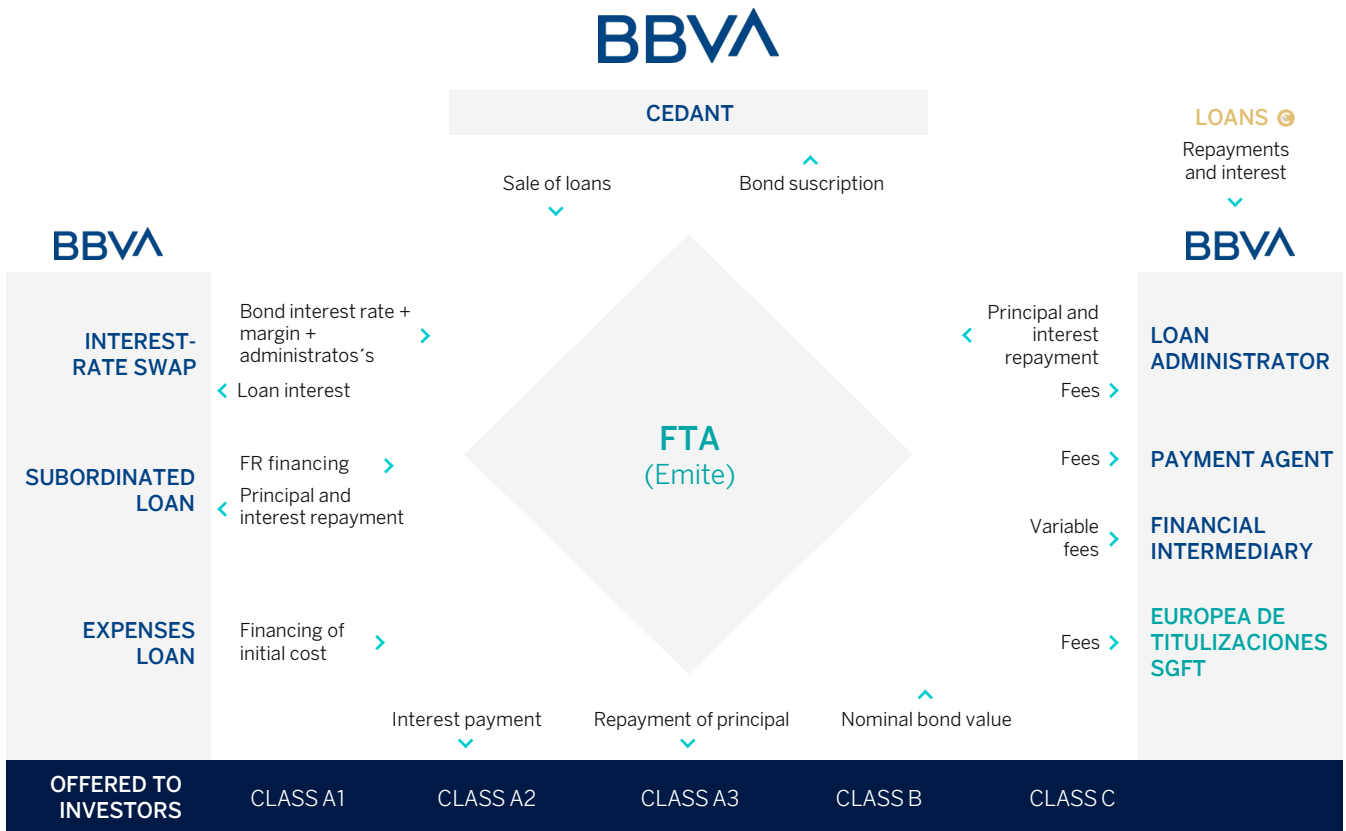 BBVA
CEDANT
LOANS
Repayments
and interest
Sale of loans
Bond suscription
BBVA
BBVA
INTEREST-
RATE SWAP
Bond interest rate +
margin +
administratos´s
Loan interest
Principal and
interest
repayment
Fees
LOAN
ADMINISTRATOR
FTA
(Emite)
SUBORDINATED
LOAN
FR financing
Principal and
interest repayment
Fees
PAYMENT AGENT
Variable
fees
FINANCIAL
INTERMEDIARY
EXPENSES
LOAN
Financing of
initial cost
Fees
EUROPEA DE
TITULIZACIONES
SGFT
Interest payment
Repayment of principal
Nominal bond value
OFFERED TO
INVESTORS
CLASS A1
CLASS A2
CLASS A3
CLASS B
CLASS C